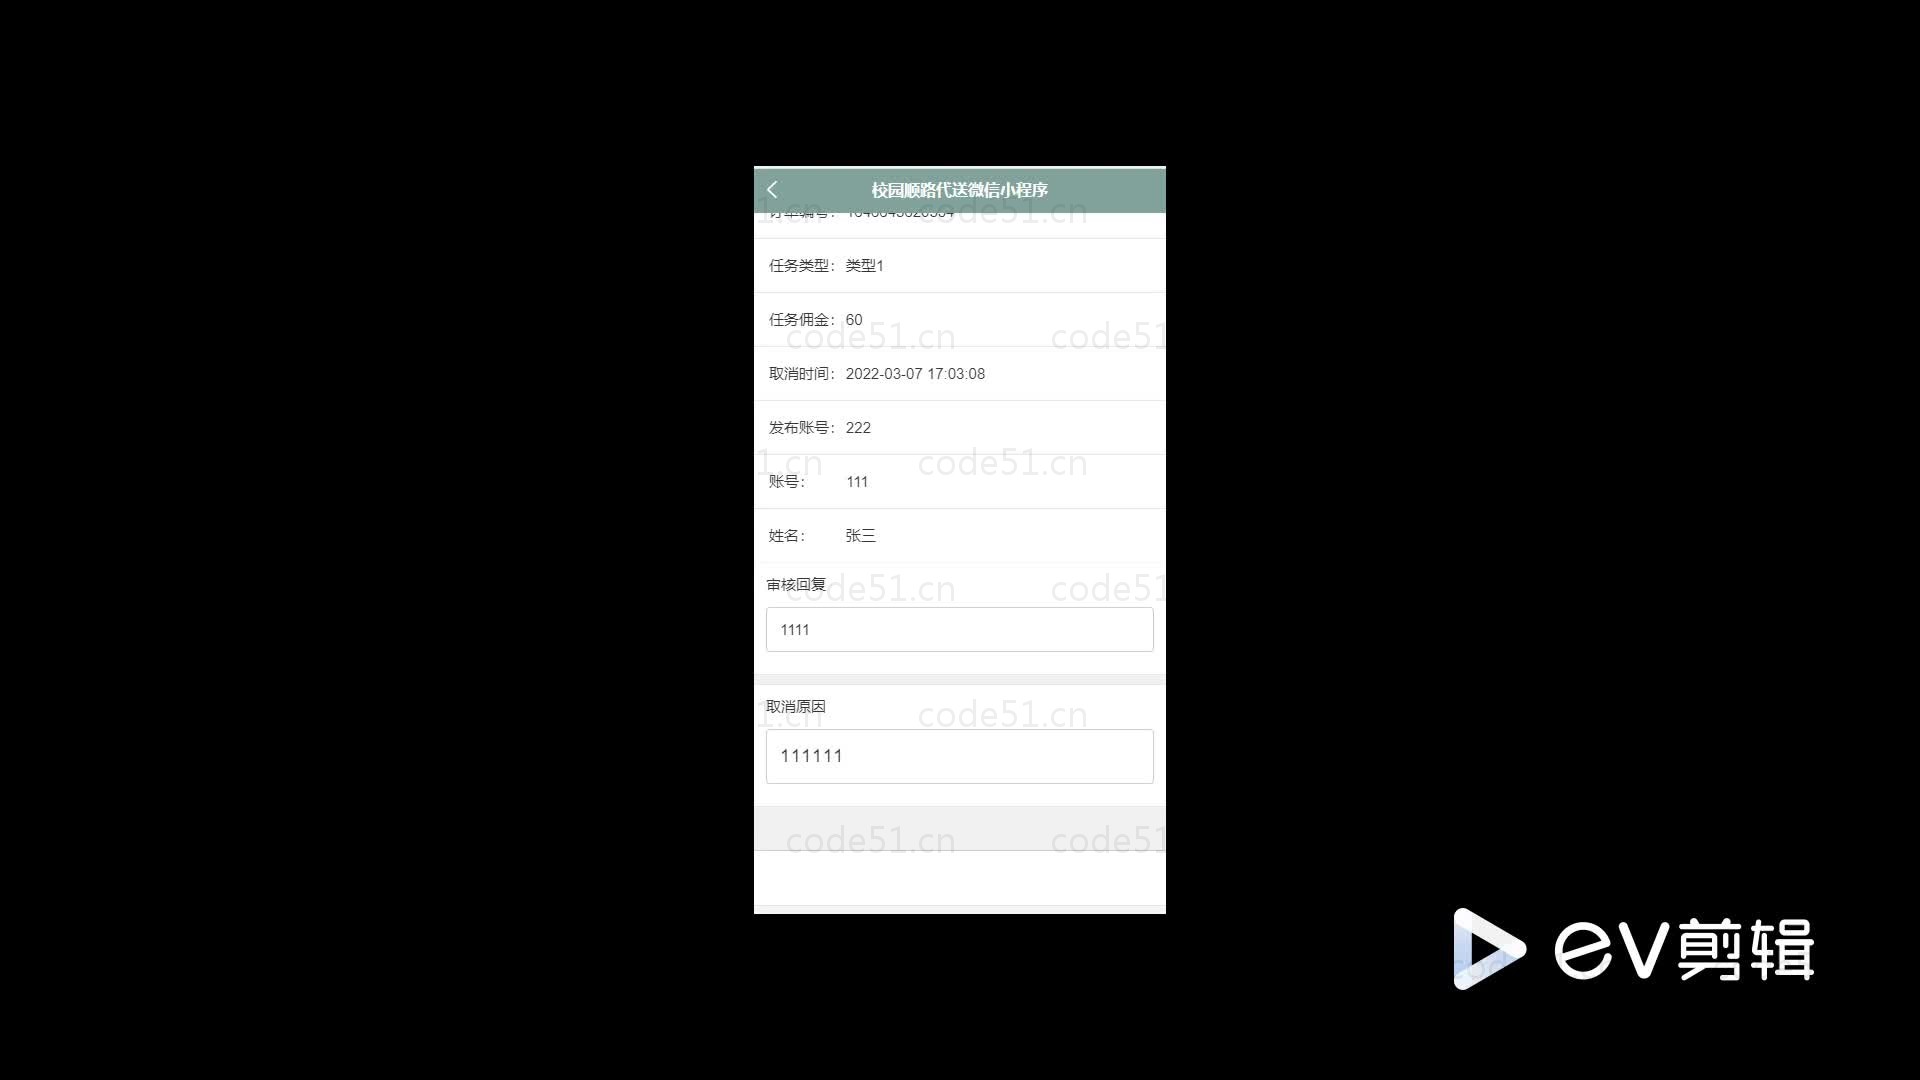 校园顺路代送微信小程序
任务类型： 类型1
任务佣金： 60
取消时间： 2022-03-07 17:03:08
发布账号： 222
账号： 111
姓名： 张三
审核回复
1111
取消原因
111111
code51.cn
ev剪辑